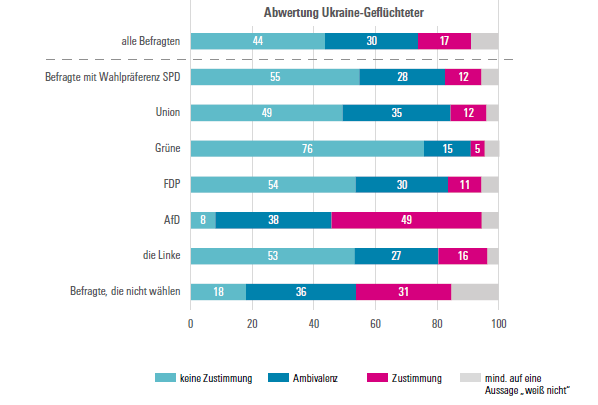 Abwertung Ukraine-Geflüchteter
alle Befragten 44 30 17
Befragte mit Wahlpräferenz SPD 55 28 12
Union 49 35 12
Grüne 76 15 5
FDP 54 30 11
AfD 8 38 49
die Linke 53 27 16
Befragte, die nicht wählen 18 36 31
0 20 40 60 80 100
keine Zustimmung Ambivalenz Zustimmung mind. auf eine
Aussage „weiß nicht"